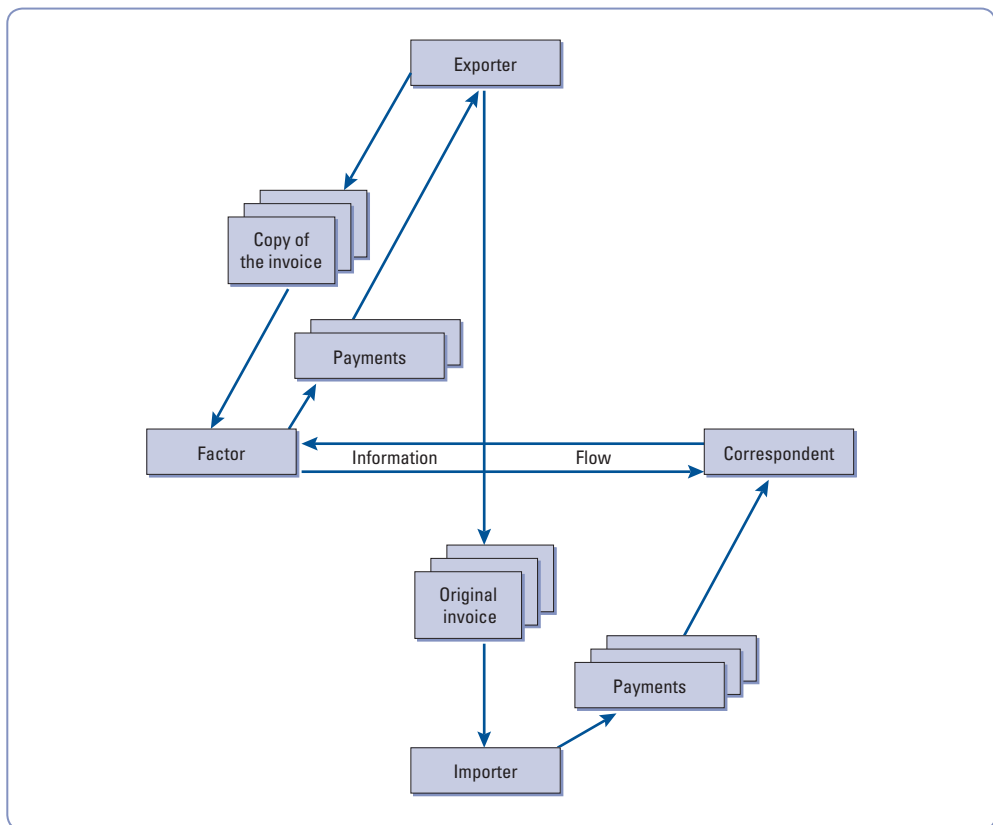 Exporter
Copy of
the invoice
Payments
Factor
Information Flow
Correspondent
Original
invoice
Payments
Importer